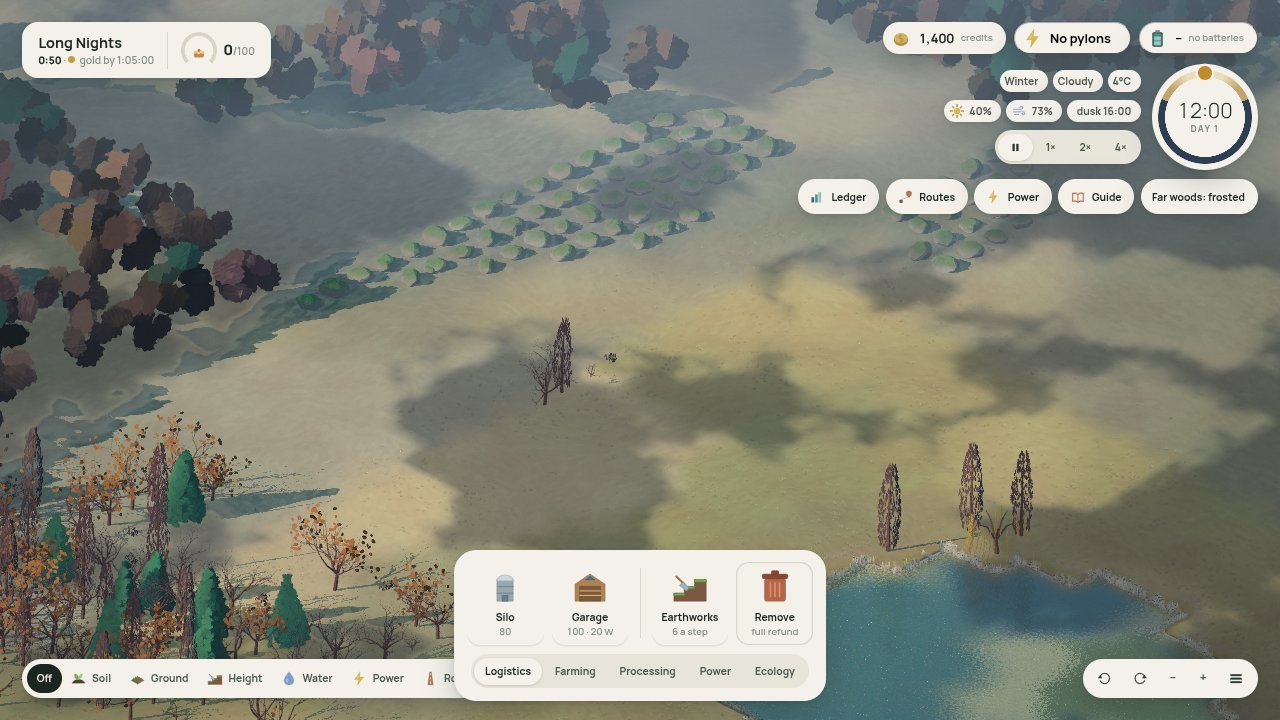 Long Nights
0:50 · gold by 1:05:00
0/100
1,400 credits
No pylons
– no batteries
Winter
Cloudy
4°C
40%
73%
dusk 16:00
12:00
DAY 1
1×
2×
4×
Ledger
Routes
Power
Guide
Far woods: frosted
Silo
80
Garage
100 · 20 W
Earthworks
6 a step
Remove
full refund
Logistics
Farming
Processing
Power
Ecology
Off
Soil
Ground
Height
Water
Power